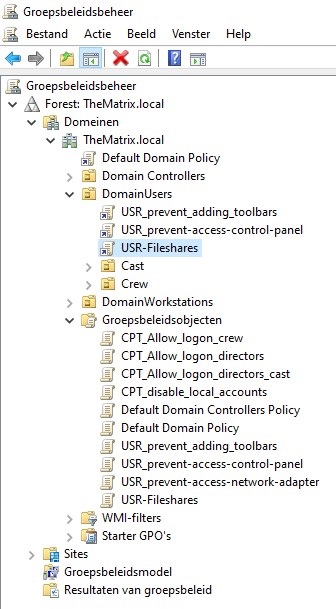 Groepsbeleidsbeheer
Bestand Actie Beeld Venster Help
Groepsbeleidsbeheer
Forest: TheMatrix.local
Domeinen
TheMatrix.local
Default Domain Policy
Domain Controllers
DomainUsers
USR_prevent_adding_toolbars
USR_prevent-access-control-panel
USR-Fileshares
Cast
Crew
DomainWorkstations
Groepsbeleidsobjecten
CPT_Allow_logon_crew
CPT_Allow_logon_directors
CPT_Allow_logon_directors_cast
CPT_disable_local_accounts
Default Domain Controllers Policy
Default Domain Policy
USR_prevent_adding_toolbars
USR_prevent-access-control-panel
USR_prevent-access-network-adapter
USR-Fileshares
WMI-filters
Starter GPO's
Sites
Groepsbeleidsmodel
Resultaten van groepsbeleid